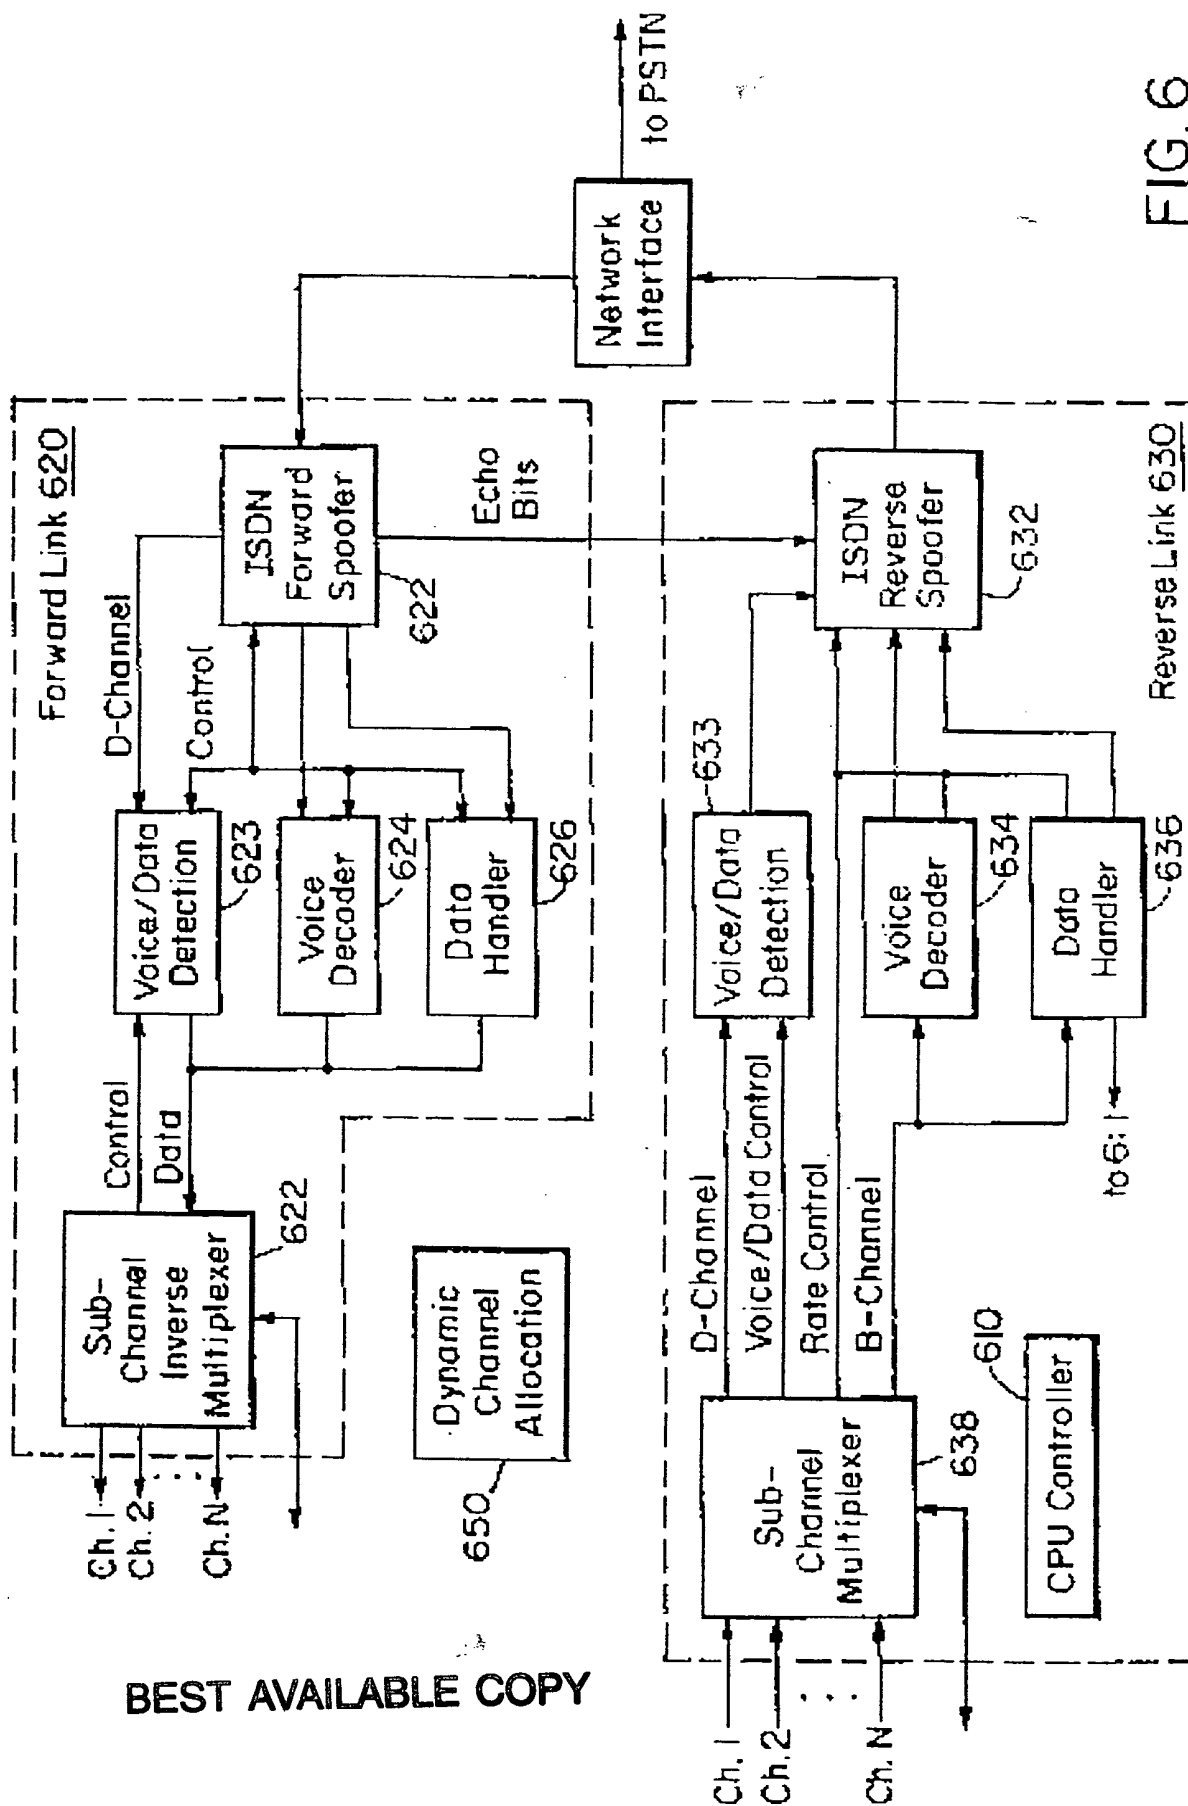 Forward Link 620
Ch. 1
Ch. 2
Ch. N
Sub-
Channel
Inverse
Multiplexer
622
Control
Data
Voice/Data
Detection
623
Voice
Decoder
624
Data
Handler
626
D-Channel
Control
ISDN
Forward
Spoofer
622
Echo
Bits
Dynamic
Channel
Allocation
650
Network
Interface
to PSTN
Reverse Link 630
Ch. 1
Ch. 2
Ch. N
Sub-
Channel
Multiplexer
638
D-Channel
Voice/Data Control
Rate Control
B-Channel
Voice/Data
Detection
633
Voice
Decoder
634
Data
Handler
636
to 6:1
ISDN
Reverse
Spoofer
632
CPU Controller
610
FIG. 6
BEST AVAILABLE COPY